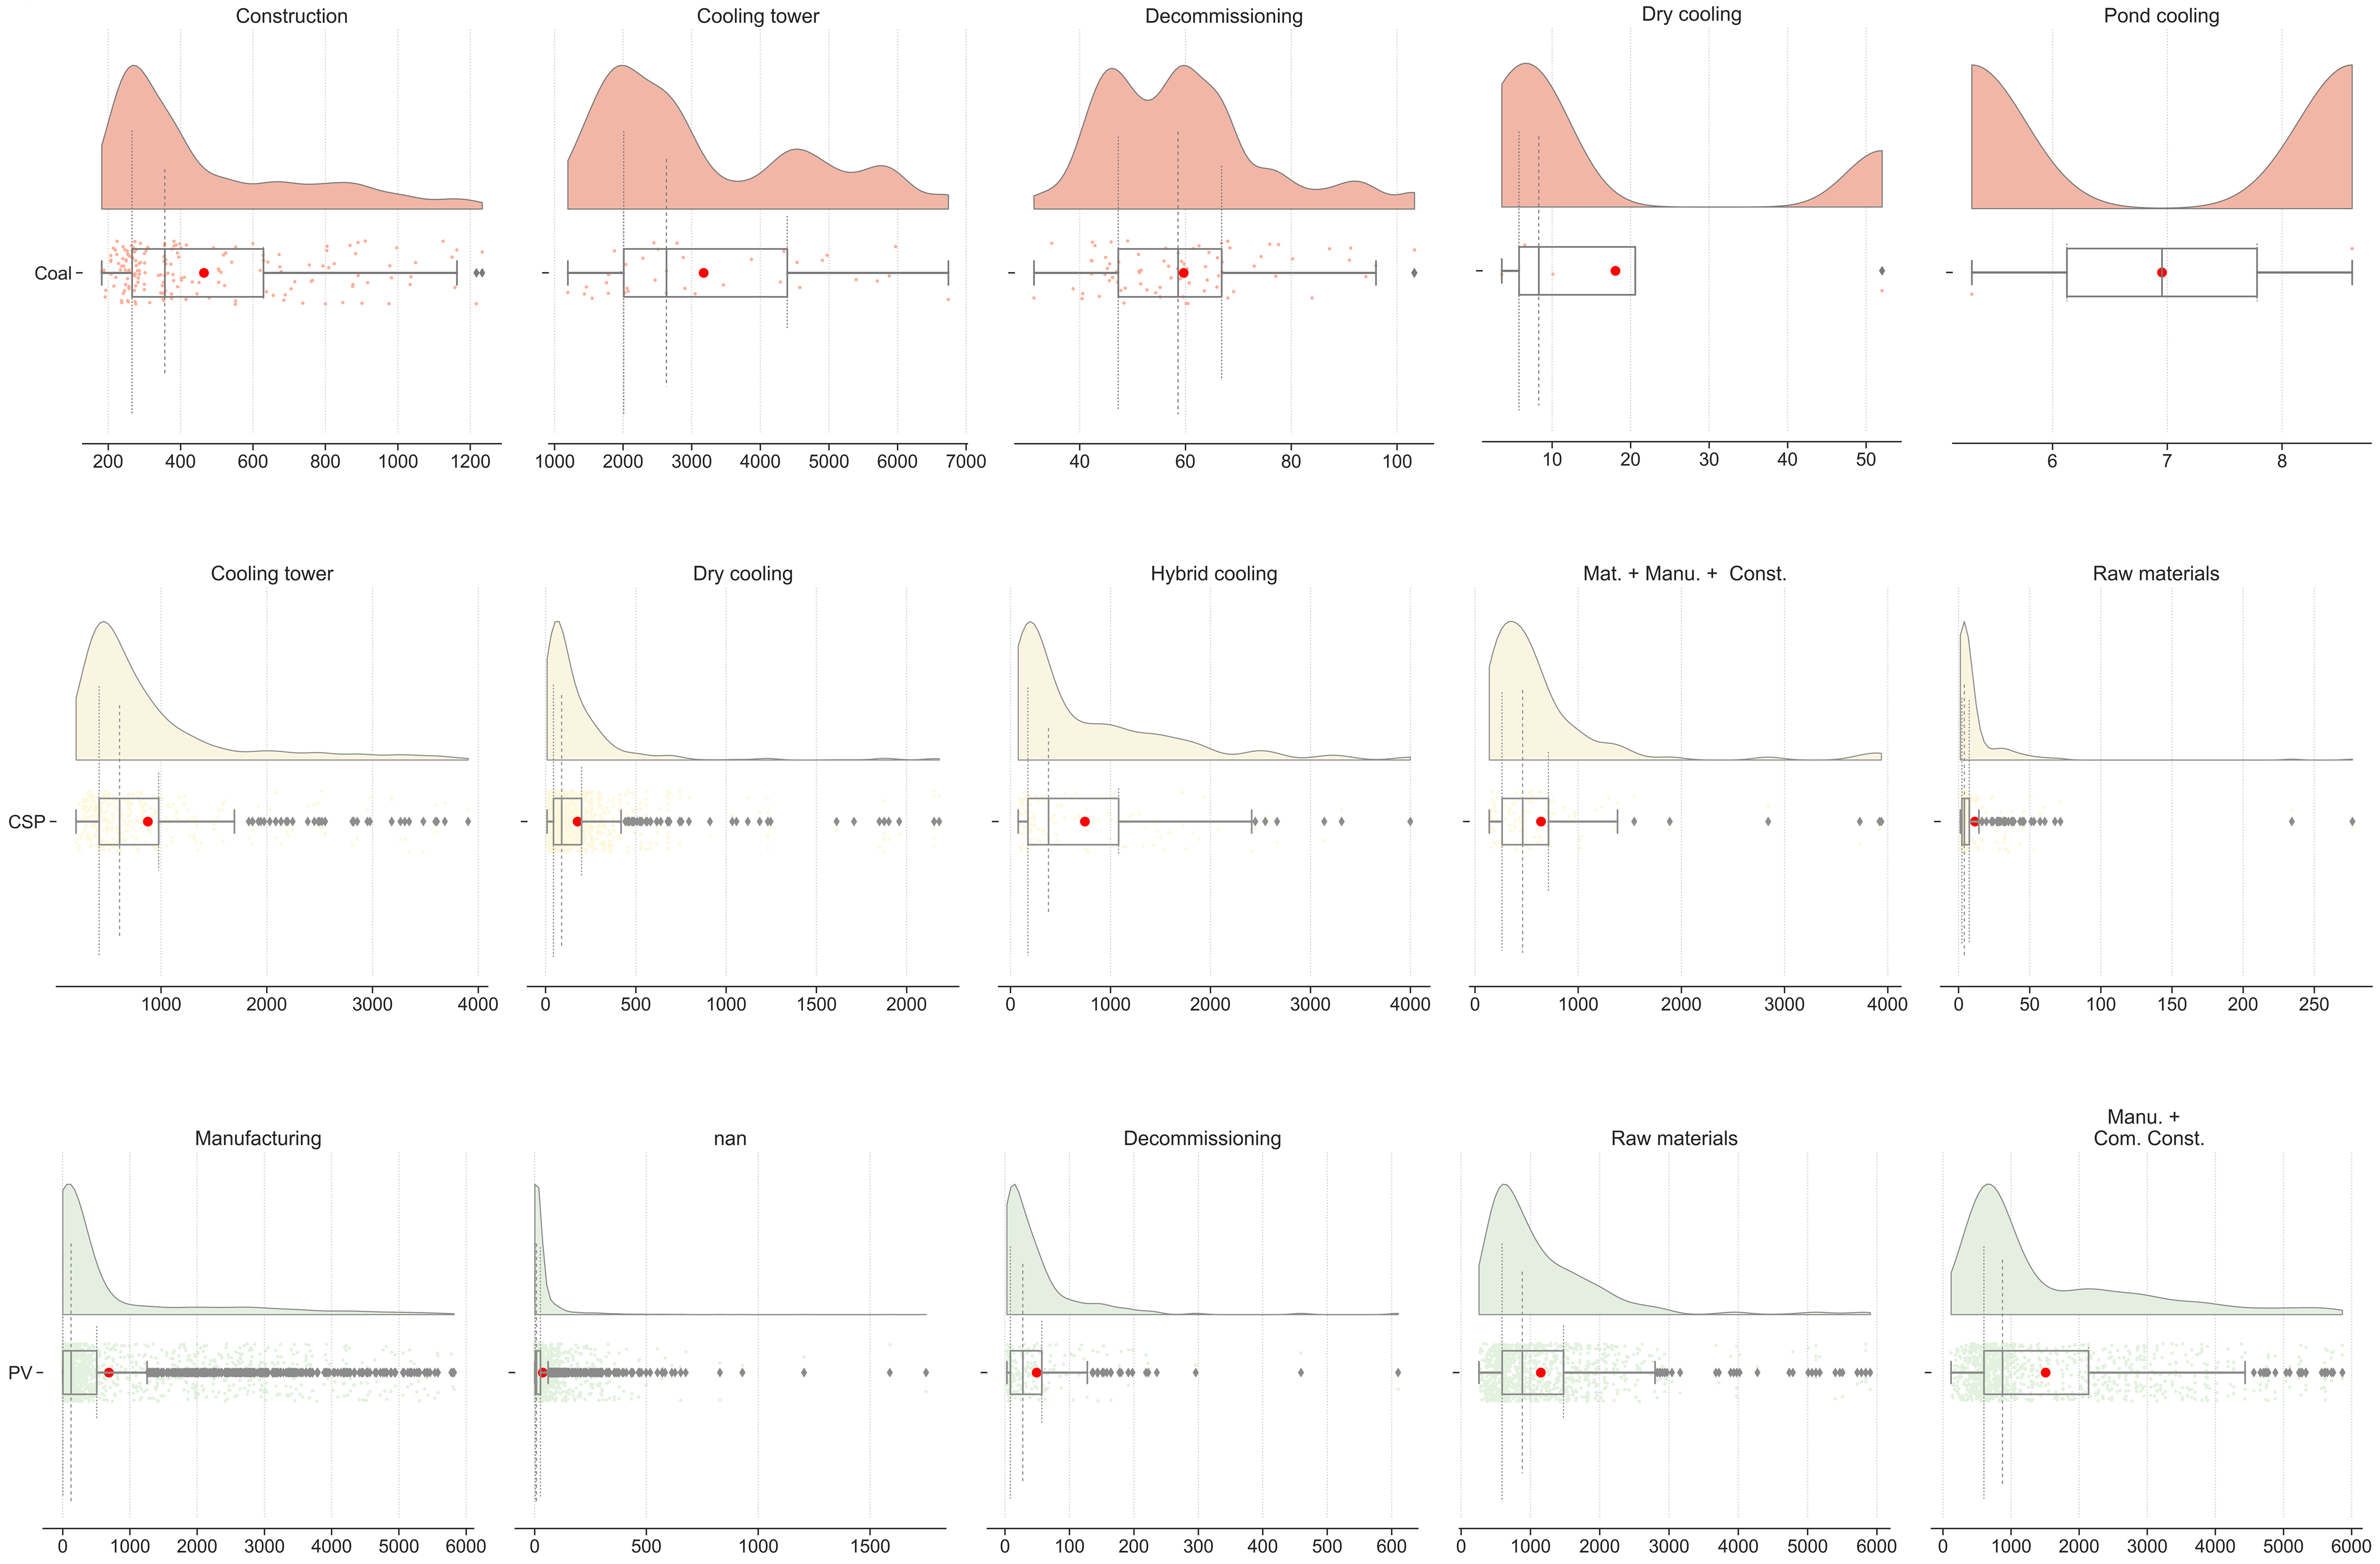 Construction
Cooling tower
Decommissioning
Dry cooling
Pond cooling
Coal
200 400 600 800 1000 1200
1000 2000 3000 4000 5000 6000 7000
40 60 80 100
10 20 30 40 50
6 7 8
Cooling tower
Dry cooling
Hybrid cooling
Mat. + Manu. + Const.
Raw materials
CSP
1000 2000 3000 4000
0 500 1000 1500 2000
0 1000 2000 3000 4000
0 1000 2000 3000 4000
0 50 100 150 200 250
Manufacturing
nan
Decommissioning
Raw materials
Manu. +
Com. Const.
PV
0 1000 2000 3000 4000 5000 6000
0 500 1000 1500
0 100 200 300 400 500 600
0 1000 2000 3000 4000 5000 6000
0 1000 2000 3000 4000 5000 6000